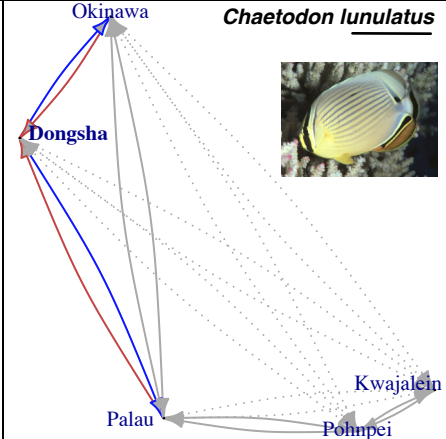 Okinawa
Chaetodon lunulatus
Dongsha
Kwajalein
Palau
Pohnpei